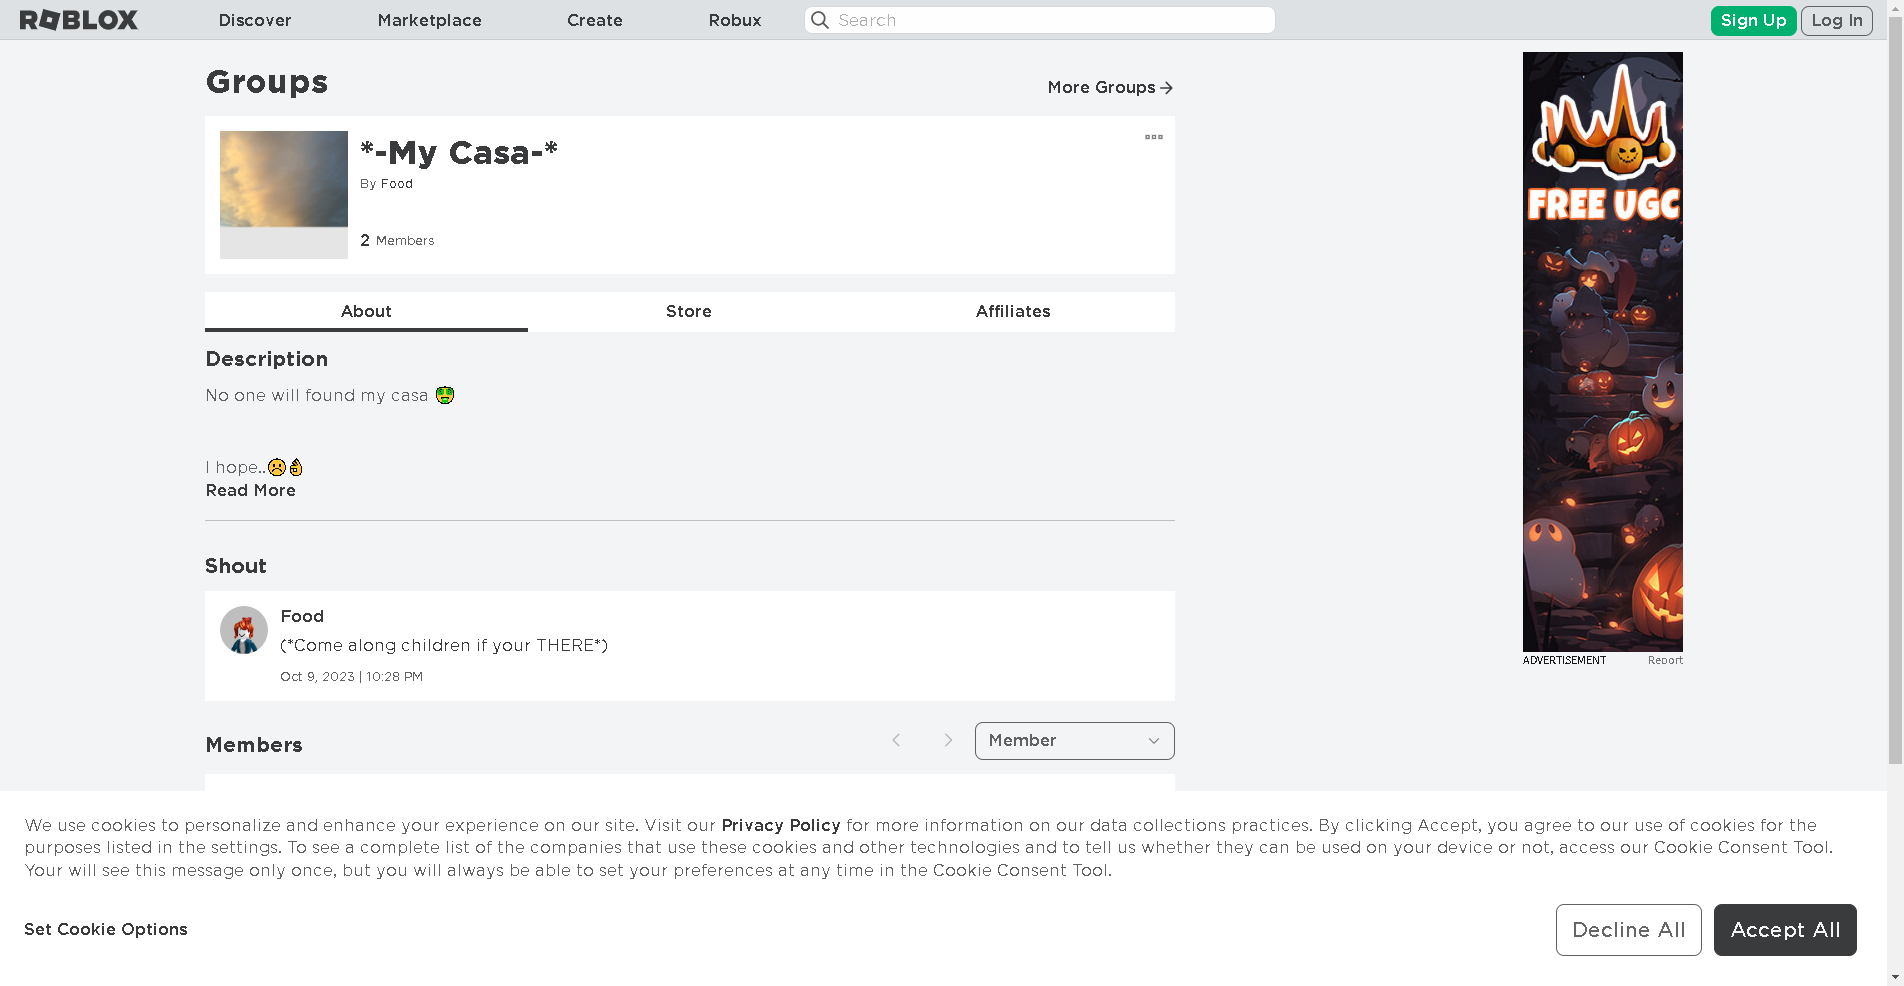 ROBLOX
Discover
Marketplace
Create
Robux
Search
Sign Up
Log In
Groups
More Groups
*-My Casa-*
By Food
2 Members
About
Store
Affiliates
Description
No one will found my casa 🤑
I hope..☹️👌
Read More
Shout
Food
(*Come along children if your THERE*)
Oct 9, 2023 | 10:28 PM
Members
Member
FREE UGC
ADVERTISEMENT
Report
We use cookies to personalize and enhance your experience on our site. Visit our Privacy Policy for more information on our data collections practices. By clicking Accept, you agree to our use of cookies for the
purposes listed in the settings. To see a complete list of the companies that use these cookies and other technologies and to tell us whether they can be used on your device or not, access our Cookie Consent Tool.
Your will see this message only once, but you will always be able to set your preferences at any time in the Cookie Consent Tool.
Set Cookie Options
Decline All
Accept All